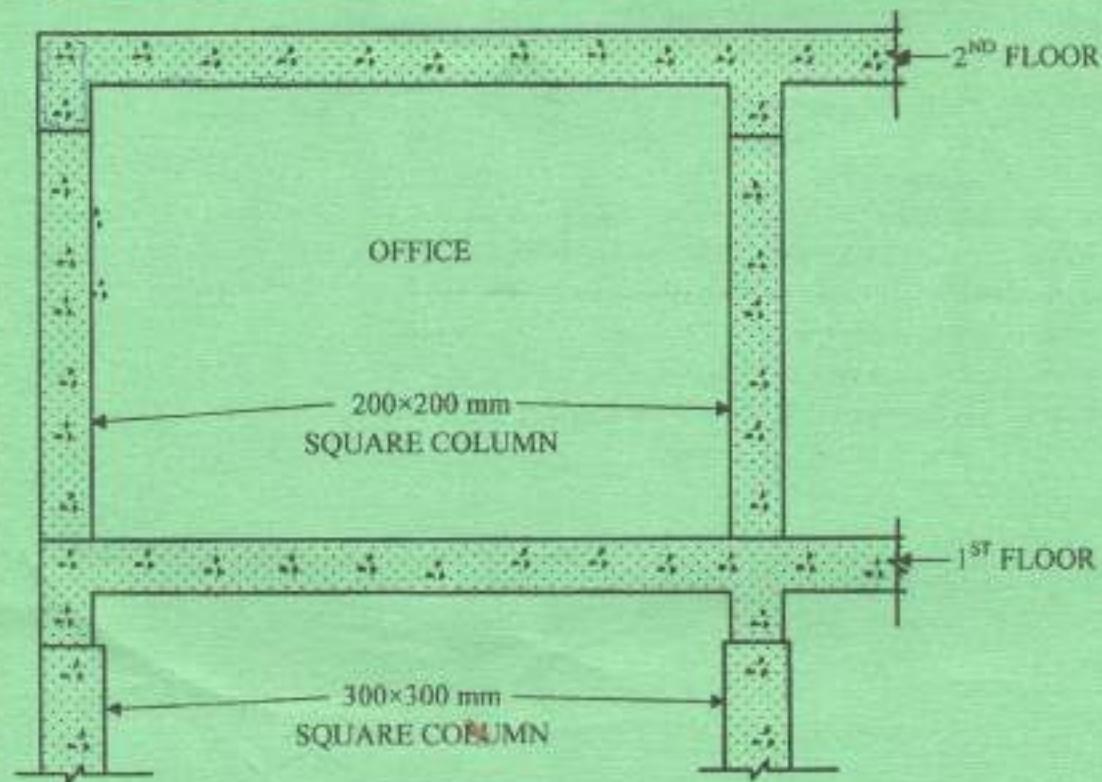 2ND FLOOR
OFFICE
200×200 mm
SQUARE COLUMN
1ST FLOOR
300×300 mm
SQUARE COLUMN